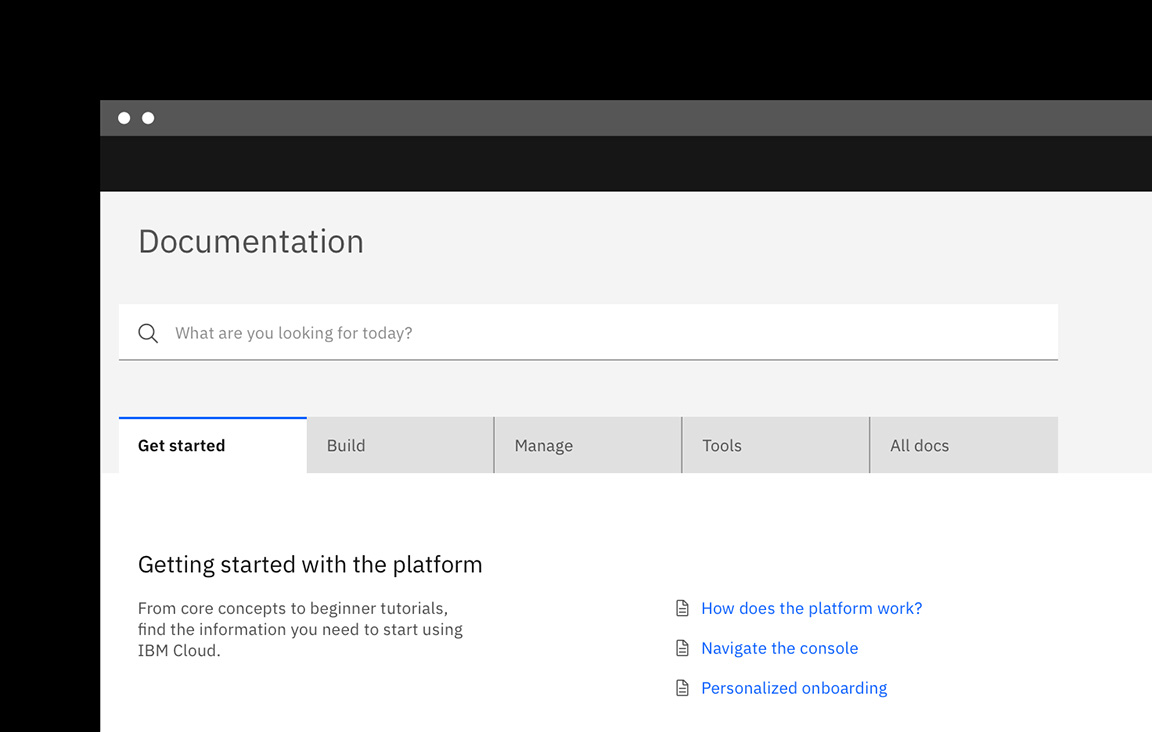 Documentation
What are you looking for today?
Get started
Build
Manage
Tools
All docs
Getting started with the platform
From core concepts to beginner tutorials,
find the information you need to start using
IBM Cloud.
How does the platform work?
Navigate the console
Personalized onboarding